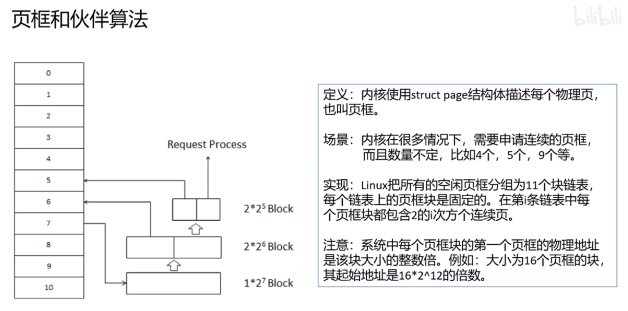 页框和伙伴算法
bilibili
0
1
2
3
4
5
6
7
8
9
10
Request Process
2*2^5 Block
2*2^6 Block
1*2^7 Block
定义：内核使用struct page结构体描述每个物理页，
也叫页框。
场景：内核在很多情况下，需要申请连续的页框，
而且数量不定，比如4个，5个，9个等。
实现：Linux把所有的空闲页框分组为11个块链表，
每个链表上的页框块是固定的。在第i条链表中每
个页框块都包含2的i次方个连续页。
注意：系统中每个页框块的第一个页框的物理地址
是该块大小的整数倍。例如：大小为16个页框的块，
其起始地址是16*2^12的倍数。